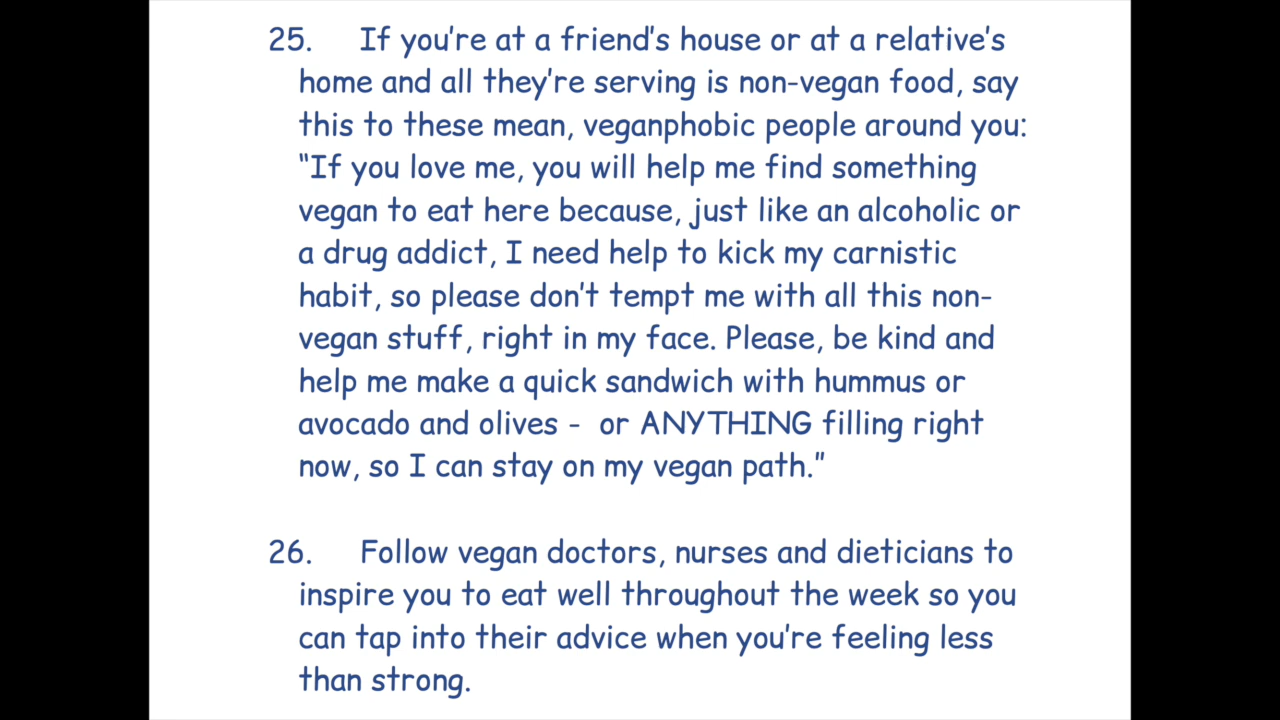 25. If you're at a friend's house or at a relative's
home and all they're serving is non-vegan food, say
this to these mean, veganphobic people around you:
"If you love me, you will help me find something
vegan to eat here because, just like an alcoholic or
a drug addict, I need help to kick my carnistic
habit, so please don't tempt me with all this non-
vegan stuff, right in my face. Please, be kind and
help me make a quick sandwich with hummus or
avocado and olives - or ANYTHING filling right
now, so I can stay on my vegan path."
26. Follow vegan doctors, nurses and dieticians to
inspire you to eat well throughout the week so you
can tap into their advice when you're feeling less
than strong.